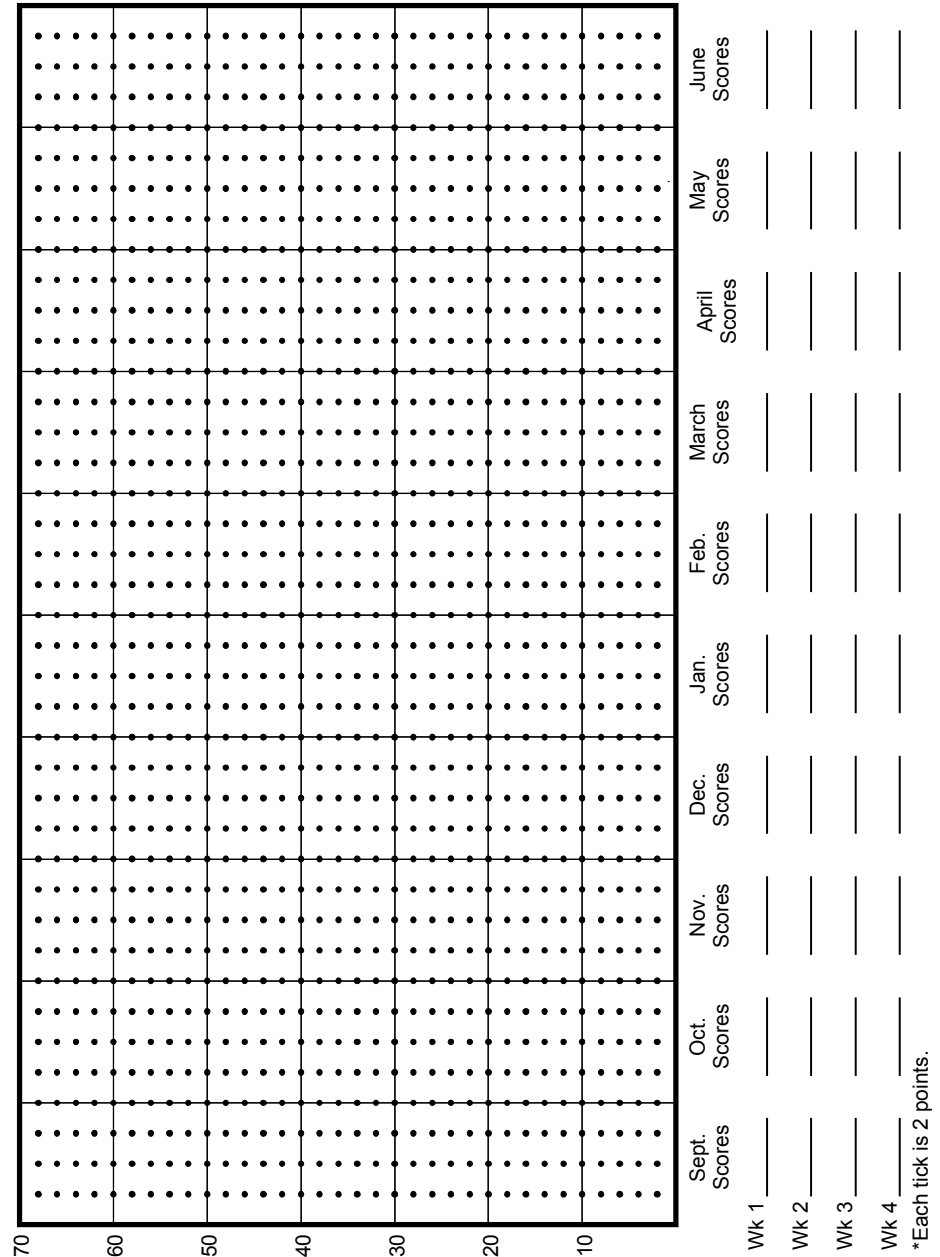 70
60
50
40
30
20
10
Sept.
Scores
Oct.
Scores
Nov.
Scores
Dec.
Scores
Jan.
Scores
Feb.
Scores
March
Scores
April
Scores
May
Scores
June
Scores
Wk 1
Wk 2
Wk 3
Wk 4
*Each tick is 2 points.